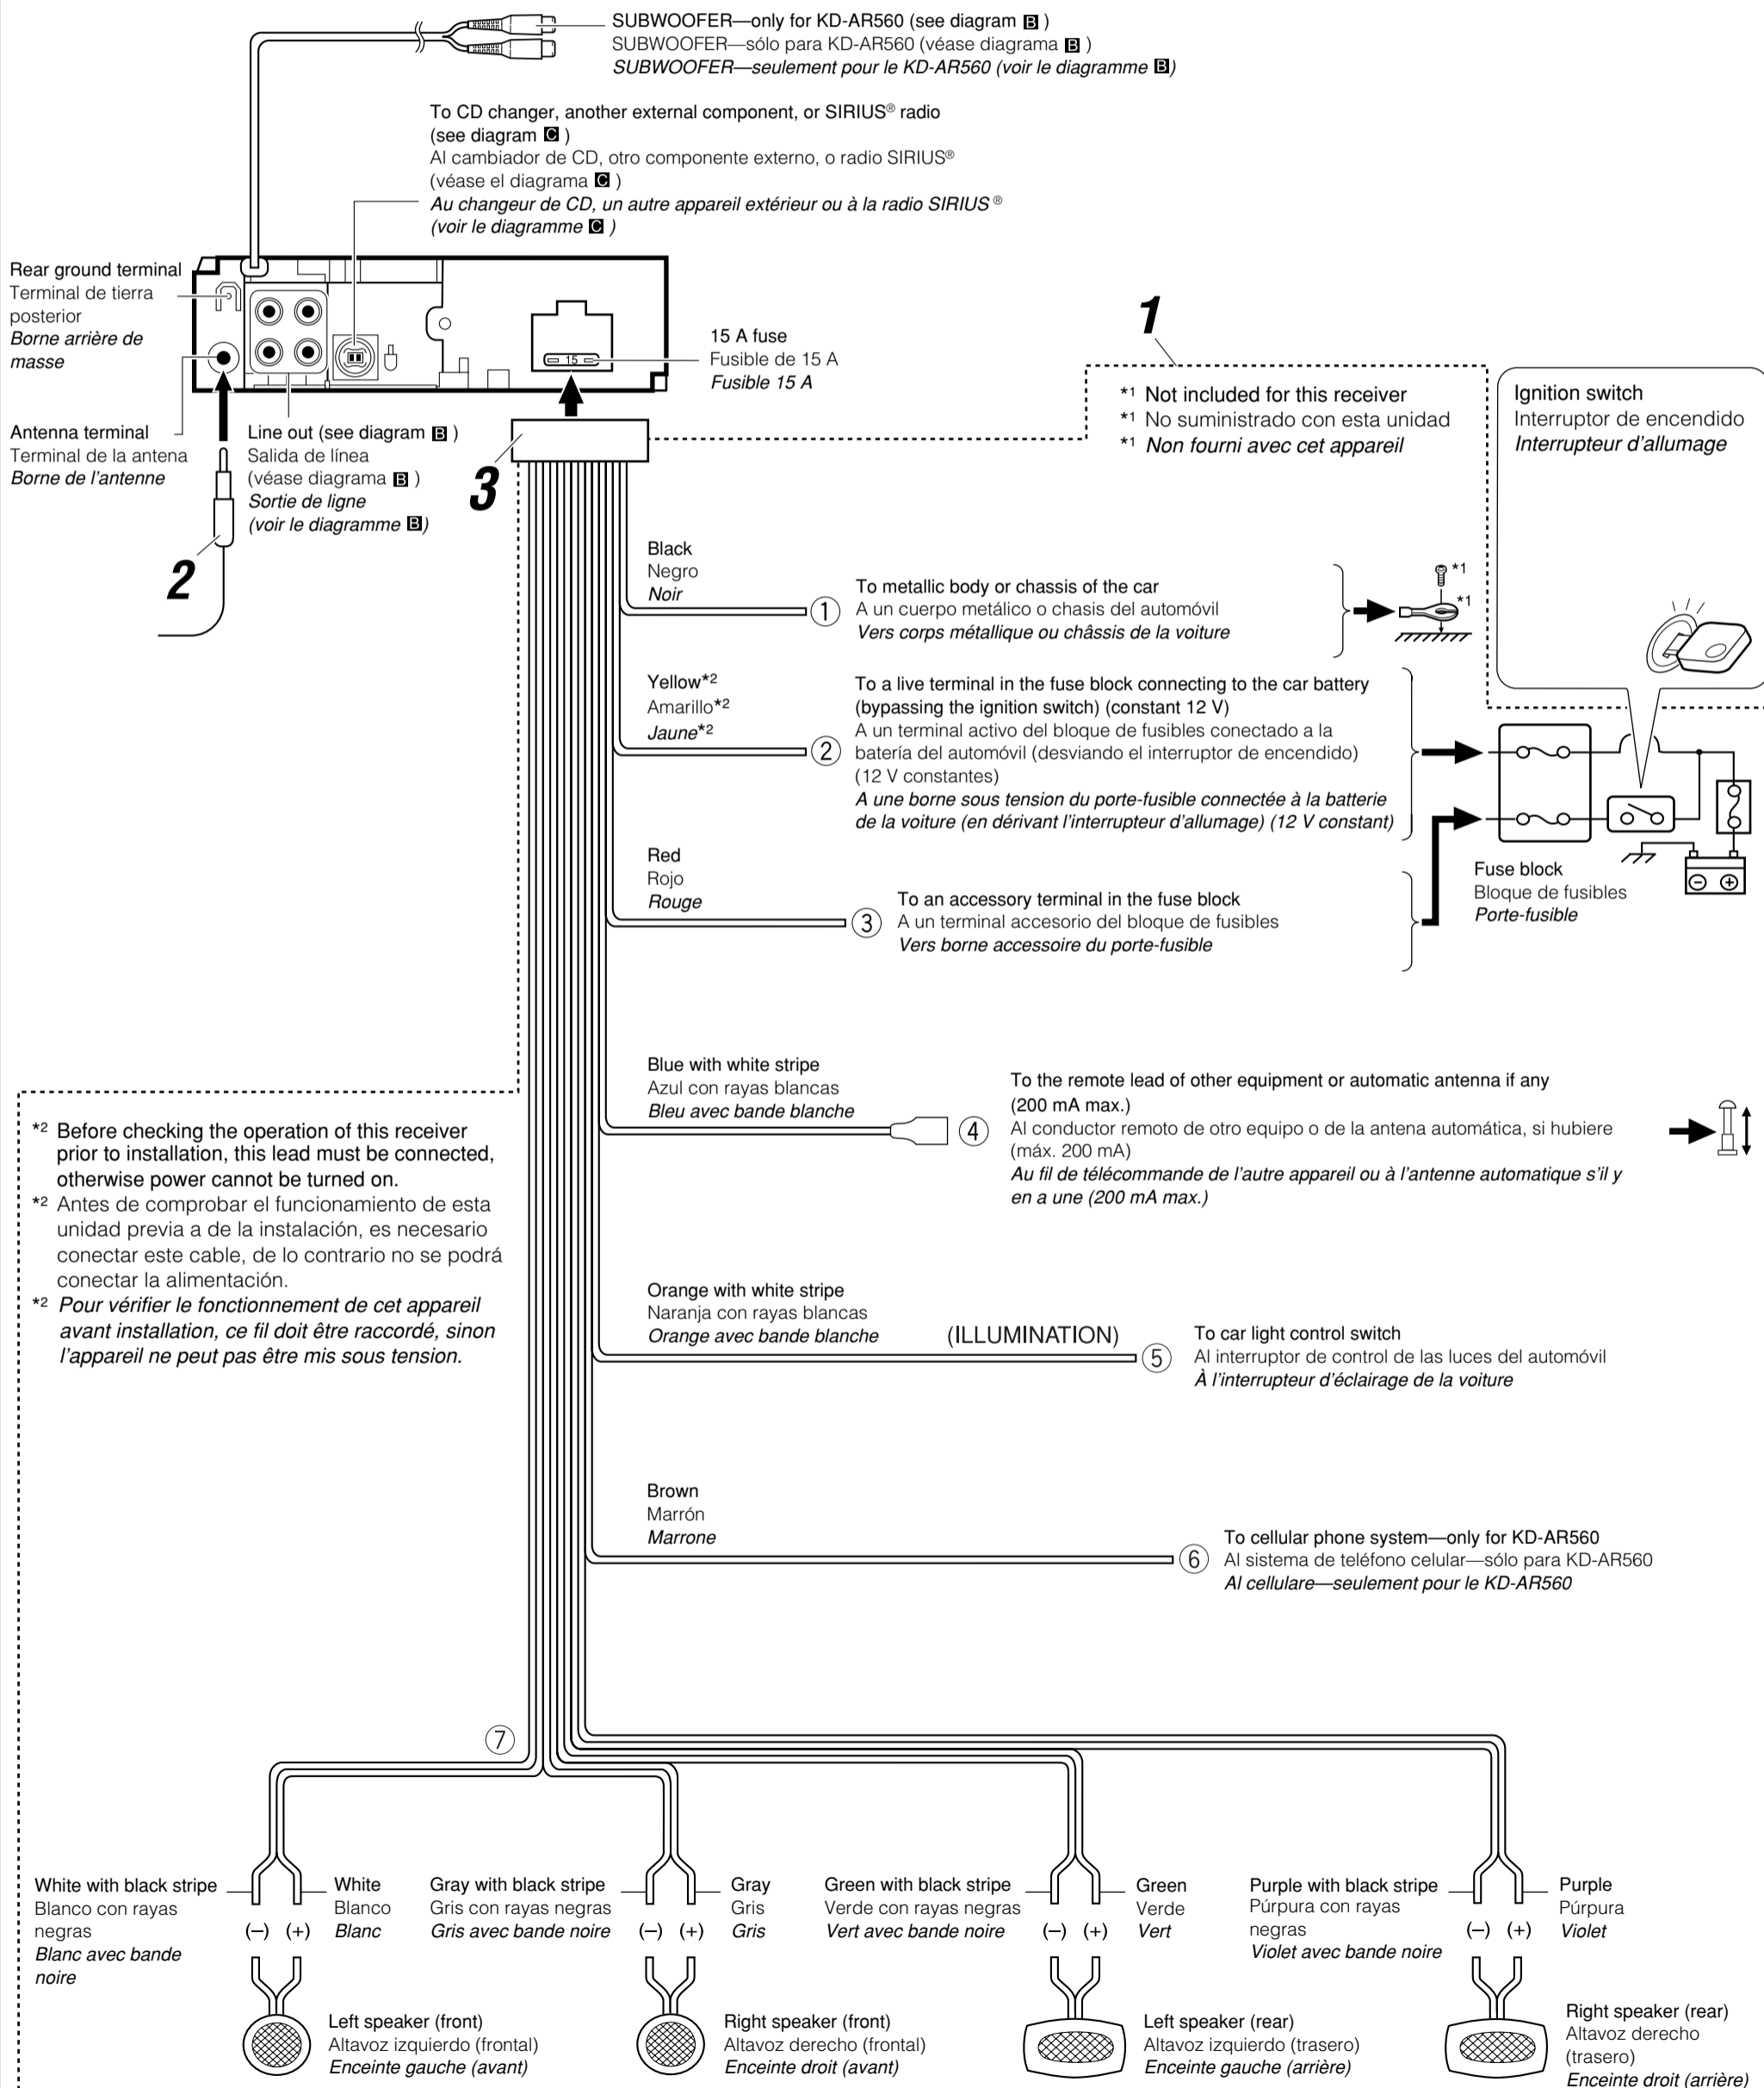 SUBWOOFER—only for KD-AR560 (see diagram B )
SUBWOOFER—sólo para KD-AR560 (véase diagrama B )
SUBWOOFER—seulement pour le KD-AR560 (voir le diagramme B)
To CD changer, another external component, or SIRIUS® radio
(see diagram C )
Al cambiador de CD, otro componente externo, o radio SIRIUS®
(véase el diagrama C )
Au changeur de CD, un autre appareil extérieur ou à la radio SIRIUS ®
(voir le diagramme C )
Rear ground terminal
Terminal de tierra
posterior
Borne arrière de
masse
15
15 A fuse
Fusible de 15 A
Fusible 15 A
1
*1 Not included for this receiver
*1 No suministrado con esta unidad
*1 Non fourni avec cet appareil
Ignition switch
Interruptor de encendido
Interrupteur d'allumage
Antenna terminal
Terminal de la antena
Borne de l'antenne
Line out (see diagram B )
Salida de línea
(véase diagrama B )
Sortie de ligne
(voir le diagramme B)
2
3
Black
Negro
Noir
1
To metallic body or chassis of the car
A un cuerpo metálico o chasis del automóvil
Vers corps métallique ou châssis de la voiture
*1
*1
Yellow*2
Amarillo*2
Jaune*2
2
To a live terminal in the fuse block connecting to the car battery
(bypassing the ignition switch) (constant 12 V)
A un terminal activo del bloque de fusibles conectado a la
batería del automóvil (desviando el interruptor de encendido)
(12 V constantes)
A une borne sous tension du porte-fusible connectée à la batterie
de la voiture (en dérivant l'interrupteur d'allumage) (12 V constant)
Red
Rojo
Rouge
3
To an accessory terminal in the fuse block
A un terminal accesorio del bloque de fusibles
Vers borne accessoire du porte-fusible
Fuse block
Bloque de fusibles
Porte-fusible
Blue with white stripe
Azul con rayas blancas
Bleu avec bande blanche
4
To the remote lead of other equipment or automatic antenna if any
(200 mA max.)
Al conductor remoto de otro equipo o de la antena automática, si hubiere
(máx. 200 mA)
Au fil de télécommande de l'autre appareil ou à l'antenne automatique s'il y
en a une (200 mA max.)
*2 Before checking the operation of this receiver
prior to installation, this lead must be connected,
otherwise power cannot be turned on.
*2 Antes de comprobar el funcionamiento de esta
unidad previa a de la instalación, es necesario
conectar este cable, de lo contrario no se podrá
conectar la alimentación.
*2 Pour vérifier le fonctionnement de cet appareil
avant installation, ce fil doit être raccordé, sinon
l'appareil ne peut pas être mis sous tension.
Orange with white stripe
Naranja con rayas blancas
Orange avec bande blanche
(ILLUMINATION)
5
To car light control switch
Al interruptor de control de las luces del automóvil
À l'interrupteur d'éclairage de la voiture
Brown
Marrón
Marrone
6
To cellular phone system—only for KD-AR560
Al sistema de teléfono celular—sólo para KD-AR560
Al cellulare—seulement pour le KD-AR560
7
White with black stripe
Blanco con rayas
negras
Blanc avec bande
noire
(–) (+)
White
Blanco
Blanc
Gray with black stripe
Gris con rayas negras
Gris avec bande noire
(–) (+)
Gray
Gris
Gris
Green with black stripe
Verde con rayas negras
Vert avec bande noire
(–) (+)
Green
Verde
Vert
Purple with black stripe
Púrpura con rayas
negras
Violet avec bande noire
(–) (+)
Purple
Púrpura
Violet
Left speaker (front)
Altavoz izquierdo (frontal)
Enceinte gauche (avant)
Right speaker (front)
Altavoz derecho (frontal)
Enceinte droit (avant)
Left speaker (rear)
Altavoz izquierdo (trasero)
Enceinte gauche (arrière)
Right speaker (rear)
Altavoz derecho
(trasero)
Enceinte droit (arrière)